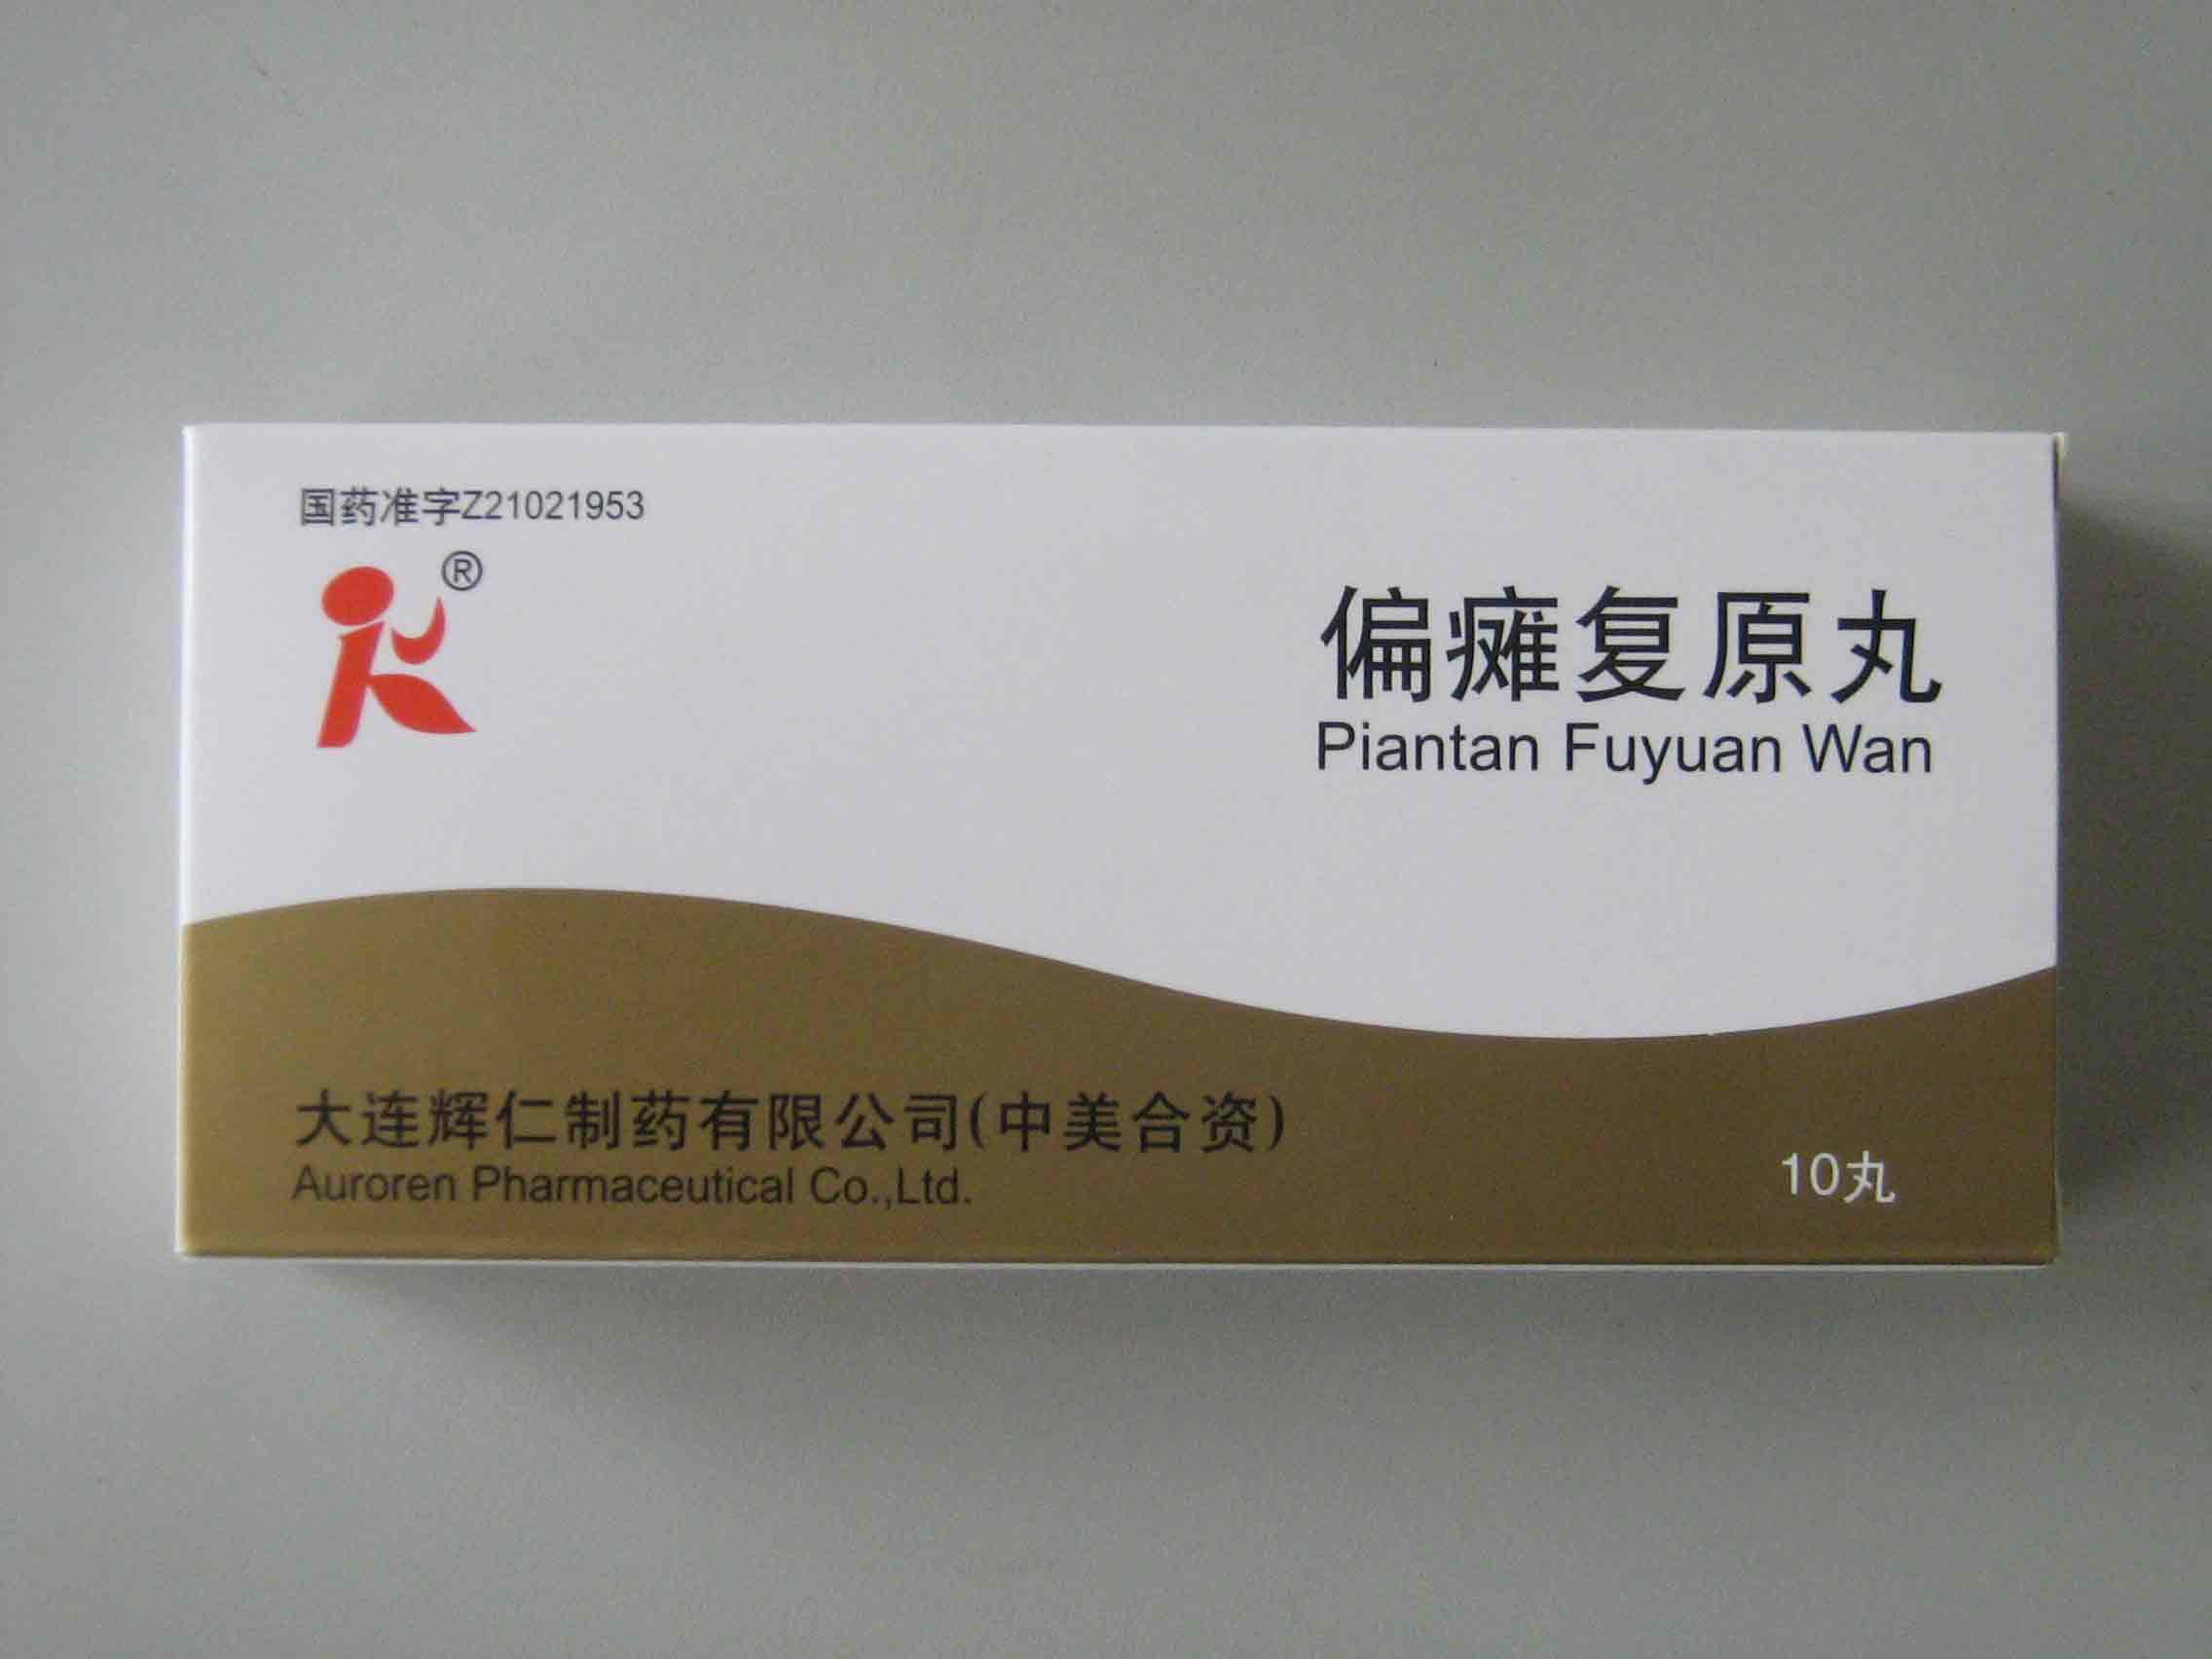 国药准字Z21021953
®
偏瘫复原丸
Piantan Fuyuan Wan
大连辉仁制药有限公司(中美合资)
Auroren Pharmaceutical Co.,Ltd.
10丸